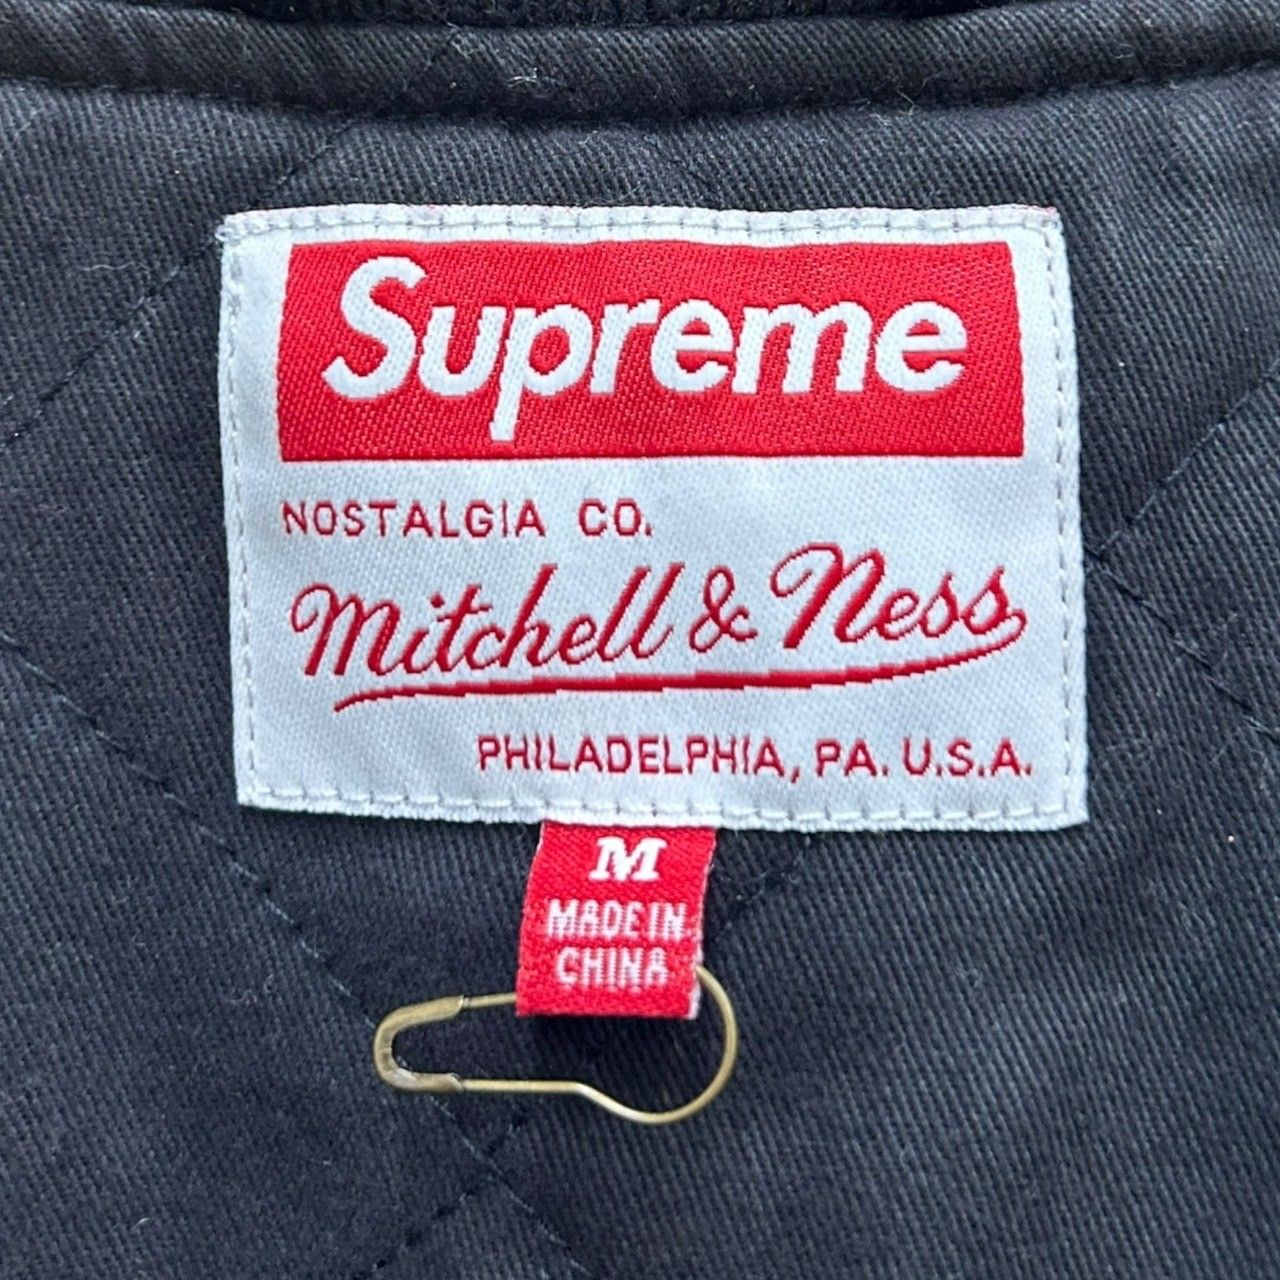 Supreme
NOSTALGIA CO.
Mitchell & Ness
PHILADELPHIA, PA. U.S.A.
M
MADE IN
CHINA